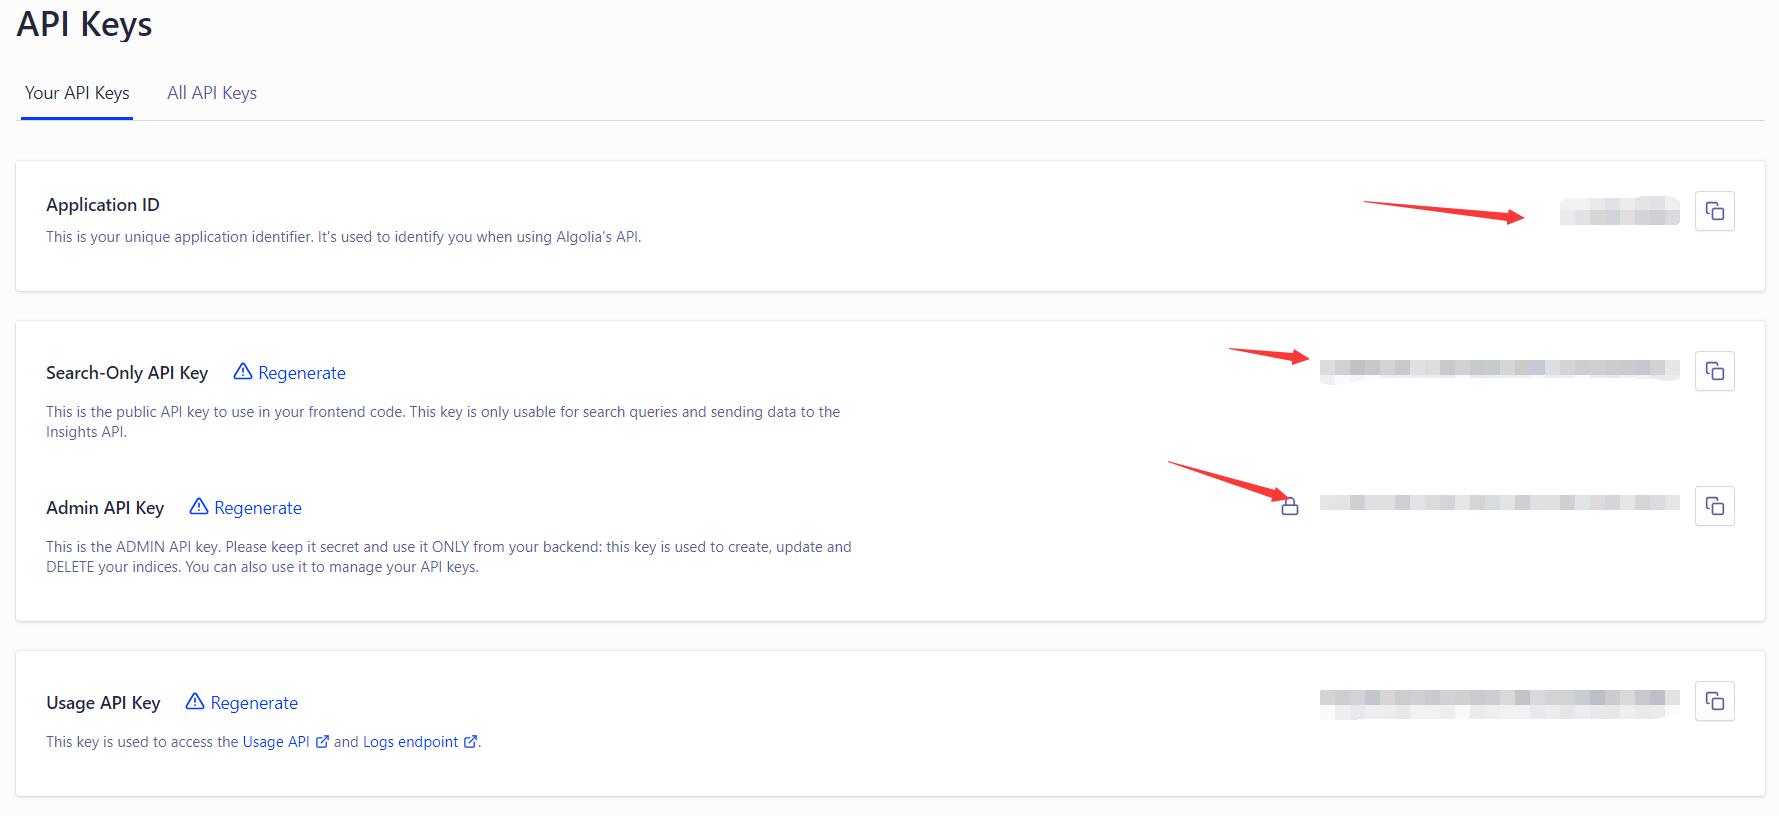 API Keys
Your API Keys
All API Keys
Application ID
This is your unique application identifier. It's used to identify you when using Algolia's API.
Search-Only API Key
Regenerate
This is the public API key to use in your frontend code. This key is only usable for search queries and sending data to the
Insights API.
Admin API Key
Regenerate
This is the ADMIN API key. Please keep it secret and use it ONLY from your backend: this key is used to create, update and
DELETE your indices. You can also use it to manage your API keys.
Usage API Key
Regenerate
This key is used to access the Usage API and Logs endpoint.